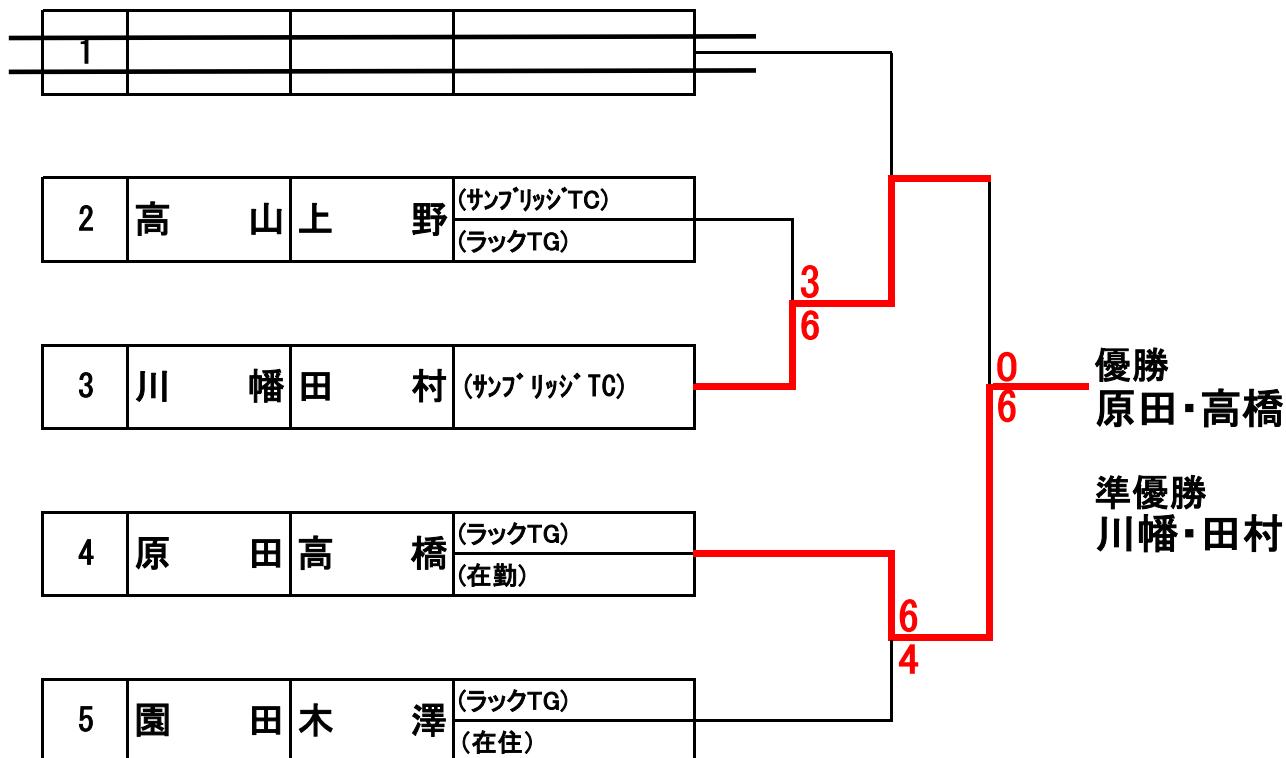 1
2 高山 上野 (サンブリッジTC)
(ラックTG)
3
6
3 川幡 田村 (サンブリッジTC)
0
6
優勝
原田・高橋
準優勝
川幡・田村
4 原田 高橋 (ラックTG)
(在勤)
6
4
5 園田 木澤 (ラックTG)
(在住)